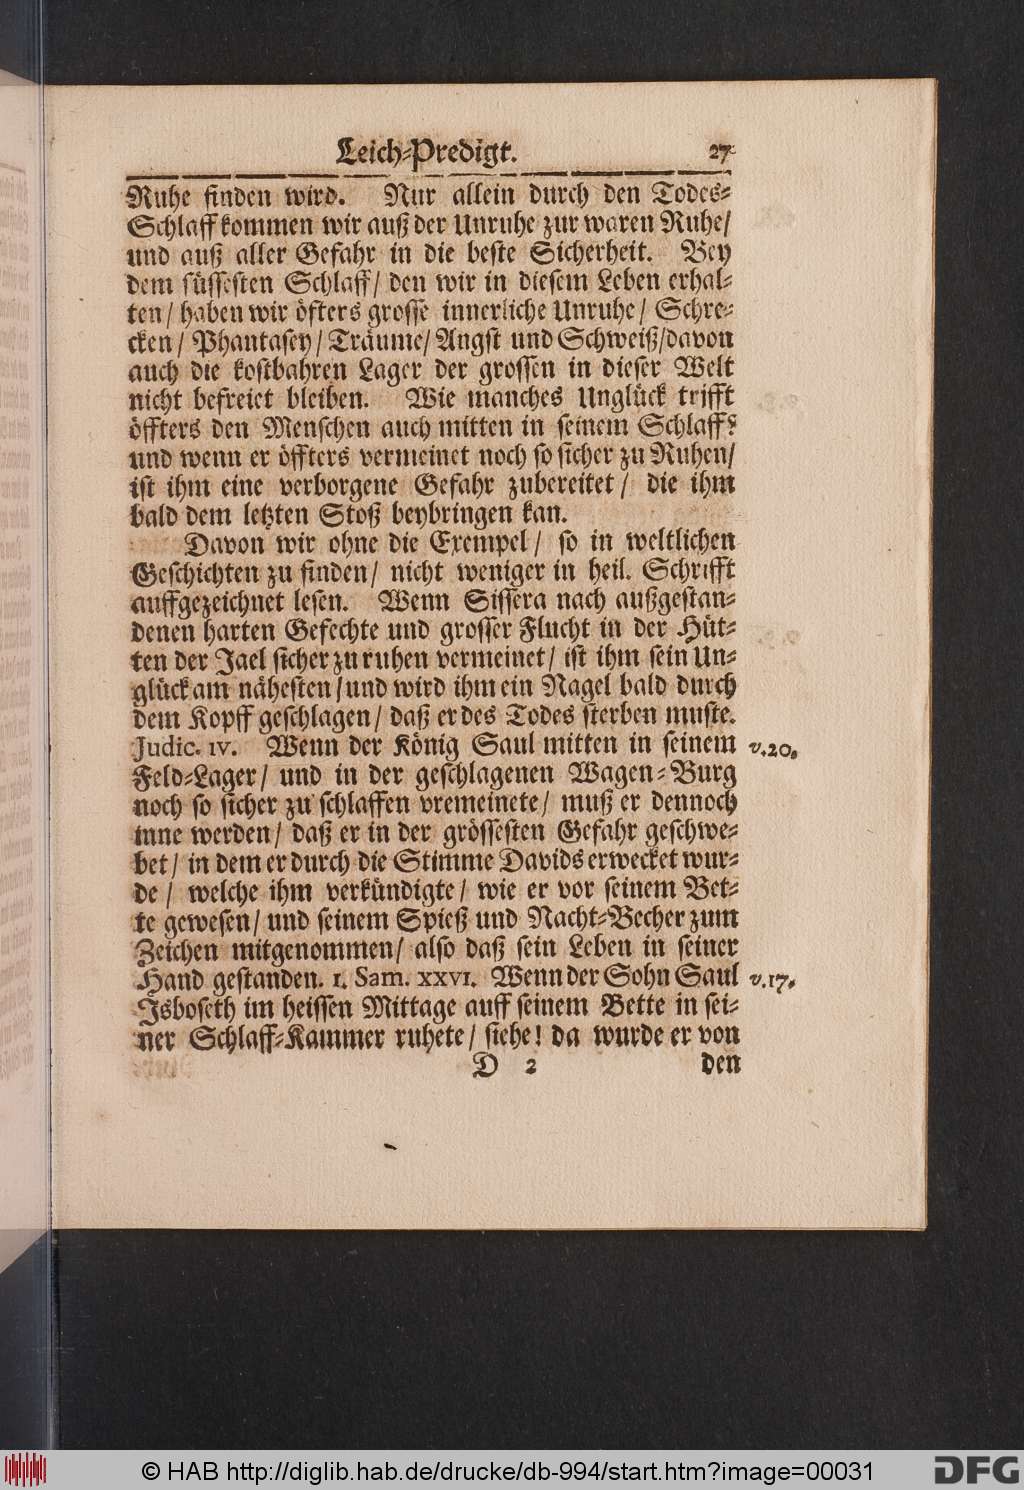 Leich-Predigt. 27
Ruhe finden wird. Nur allein durch den Todes-
Schlaff kommen wir auß der Unruhe zur waren Ruhe/
und auß aller Gefahr in die beste Sicherheit. Bey
dem süssesten Schlaff/ den wir in diesem Leben erhal-
ten/ haben wir öfters grosse innerliche Unruhe/ Schre-
cken/ Phantasey/ Träume/ Angst und Schweiß/davon
auch die kostbahren Lager der grossen in dieser Welt
nicht befreiet bleiben. Wie manches Unglück trifft
öffters den Menschen auch mitten in seinem Schlaff?
und wenn er öffters vermeinet noch so sicher zu Ruhen/
ist ihm eine verborgene Gefahr zubereitet/ die ihm
bald dem letzten Stoß beybringen kan.
Davon wir ohne die Exempel/ so in weltlichen
Geschichten zu finden/ nicht weniger in heil. Schrifft
auffgezeichnet lesen. Wenn Sissera nach außgestan-
denen harten Gefechte und grosser Flucht in der Hüt-
ten der Jael sicher zu ruhen vermeinet/ ist ihm sein Un-
glück am nähesten/und wird ihm ein Nagel bald durch
dem Kopff geschlagen/ daß er des Todes sterben muste.
Judic. IV. Wenn der König Saul mitten in seinem v.20.
Feld-Lager/ und in der geschlagenen Wagen-Burg
noch so sicher zu schlaffen vremeinete/ muß er dennoch
inne werden/ daß er in der grössesten Gefahr geschwe-
bet/ in dem er durch die Stimme Davids erwecket wur-
de/ welche ihm verkündigte/ wie er vor seinem Bet-
te gewesen/ und seinem Spieß und Nacht-Becher zum
Zeichen mitgenommen/ also daß sein Leben in seiner
Hand gestanden. 1. Sam. XXVI. Wenn der Sohn Saul v.17.
Isboseth im heissen Mittage auff seinem Bette in sei-
ner Schlaff-Kammer ruhete/ siehe! da wurde er von
D 2 den
© HAB http://diglib.hab.de/drucke/db-994/start.htm?image=00031 DFG